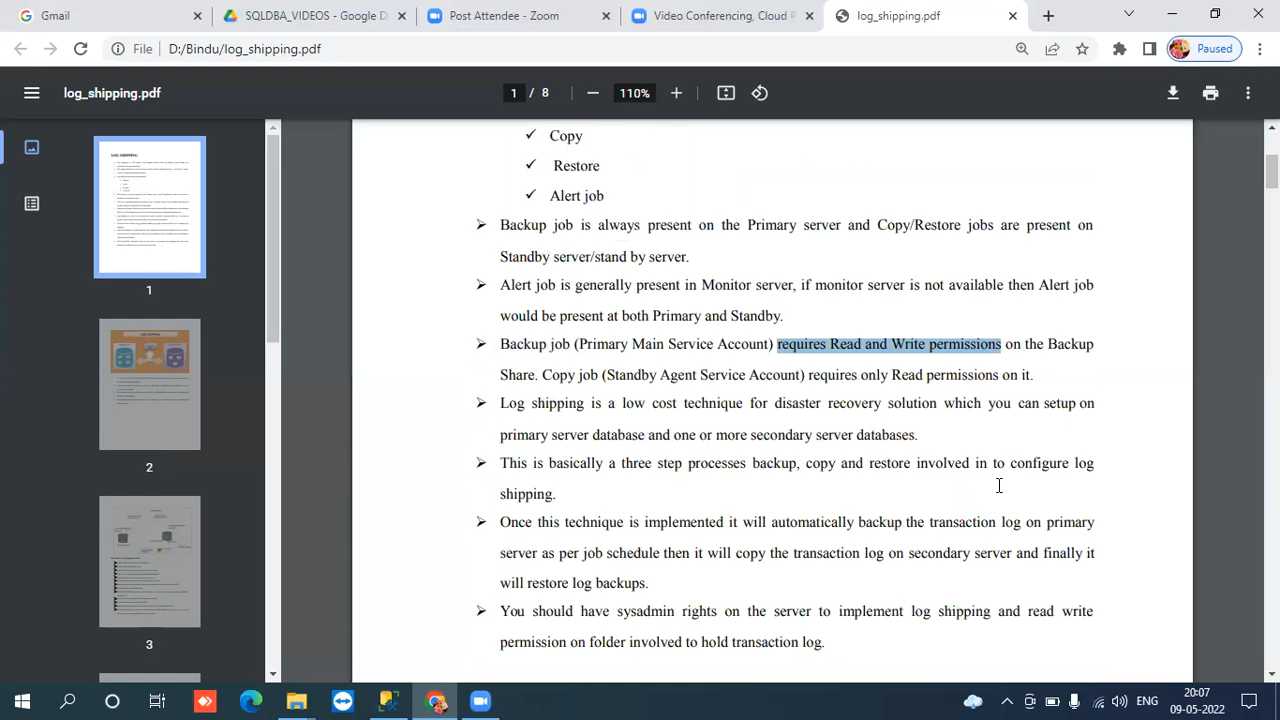 Gmail
SQLDBA_VIDEOS - Google D
Post Attendee - Zoom
Video Conferencing, Cloud P
log_shipping.pdf
File
D:/Bindu/log_shipping.pdf
Paused
log_shipping.pdf
1 / 8
110%
Copy
Restore
Alert job
Backup job is always present on the Primary server and Copy/Restore jobs are present on
Standby server/stand by server.
Alert job is generally present in Monitor server, if monitor server is not available then Alert job
would be present at both Primary and Standby.
Backup job (Primary Main Service Account) requires Read and Write permissions on the Backup
Share. Copy job (Standby Agent Service Account) requires only Read permissions on it.
Log shipping is a low cost technique for disaster recovery solution which you can setup on
primary server database and one or more secondary server databases.
This is basically a three step processes backup, copy and restore involved in to configure log
shipping.
Once this technique is implemented it will automatically backup the transaction log on primary
server as per job schedule then it will copy the transaction log on secondary server and finally it
will restore log backups.
You should have sysadmin rights on the server to implement log shipping and read write
permission on folder involved to hold transaction log.
1
2
3
ENG
20:07
09-05-2022